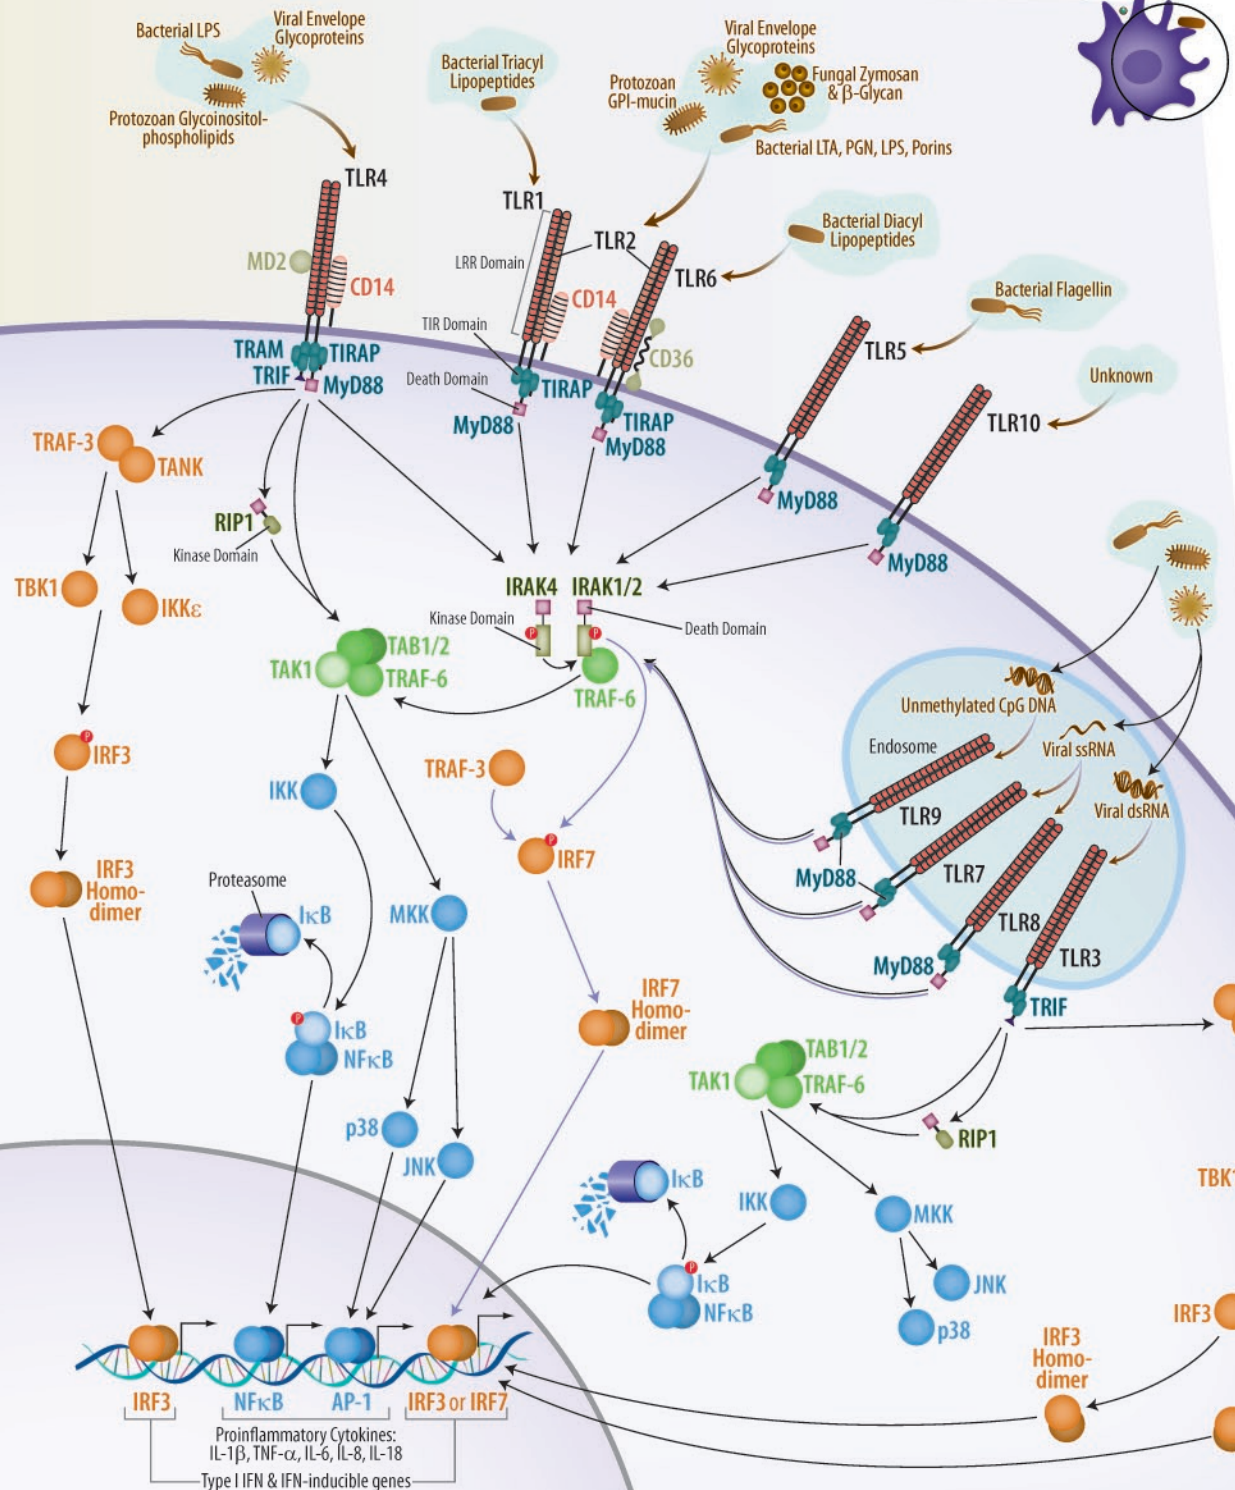 Bacterial LPS
Viral Envelope
Glycoproteins
Protozoan Glycoinositol-
phospholipids
TLR4
MD2
CD14
TRAM
TIRAP
TRIF
MyD88
Bacterial Triacyl
Lipopeptides
TLR1
LRR Domain
TLR2
CD14
TIR Domain
TIRAP
Death Domain
MyD88
Viral Envelope
Glycoproteins
Protozoan
GPI-mucin
Fungal Zymosan
& β-Glycan
Bacterial LTA, PGN, LPS, Porins
Bacterial Diacyl
Lipopeptides
TLR6
CD36
TIRAP
MyD88
Bacterial Flagellin
TLR5
MyD88
Unknown
TLR10
MyD88
TRAF-3
TANK
RIP1
Kinase Domain
TBK1
IKKε
IRAK4
IRAK1/2
Kinase Domain
P
P
Death Domain
TRAF-6
TAB1/2
TAK1
TRAF-6
P
IRF3
IKK
TRAF-3
P
IRF7
IRF3
Homo-
dimer
Proteasome
IκB
MKK
P
IκB
NFκB
IRF7
Homo-
dimer
p38
JNK
Unmethylated CpG DNA
Endosome
Viral ssRNA
Viral dsRNA
TLR9
MyD88
TLR7
TLR8
MyD88
TLR3
TRIF
TAB1/2
TAK1
TRAF-6
RIP1
TBK1
IκB
IKK
MKK
P
IκB
NFκB
JNK
p38
IRF3
IRF3
Homo-
dimer
IRF3
NFκB
AP-1
IRF3 or IRF7
Proinflammatory Cytokines:
IL-1β, TNF-α, IL-6, IL-8, IL-18
Type I IFN & IFN-inducible genes